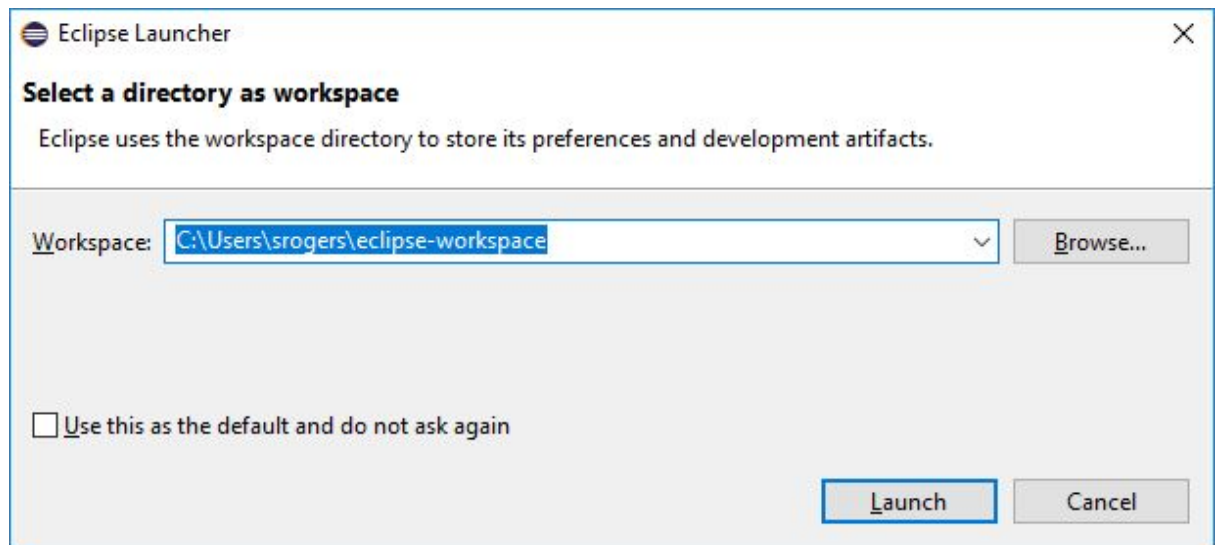 Eclipse Launcher
Select a directory as workspace
Eclipse uses the workspace directory to store its preferences and development artifacts.
Workspace: C:\Users\srogers\eclipse-workspace Browse...
Use this as the default and do not ask again
Launch Cancel